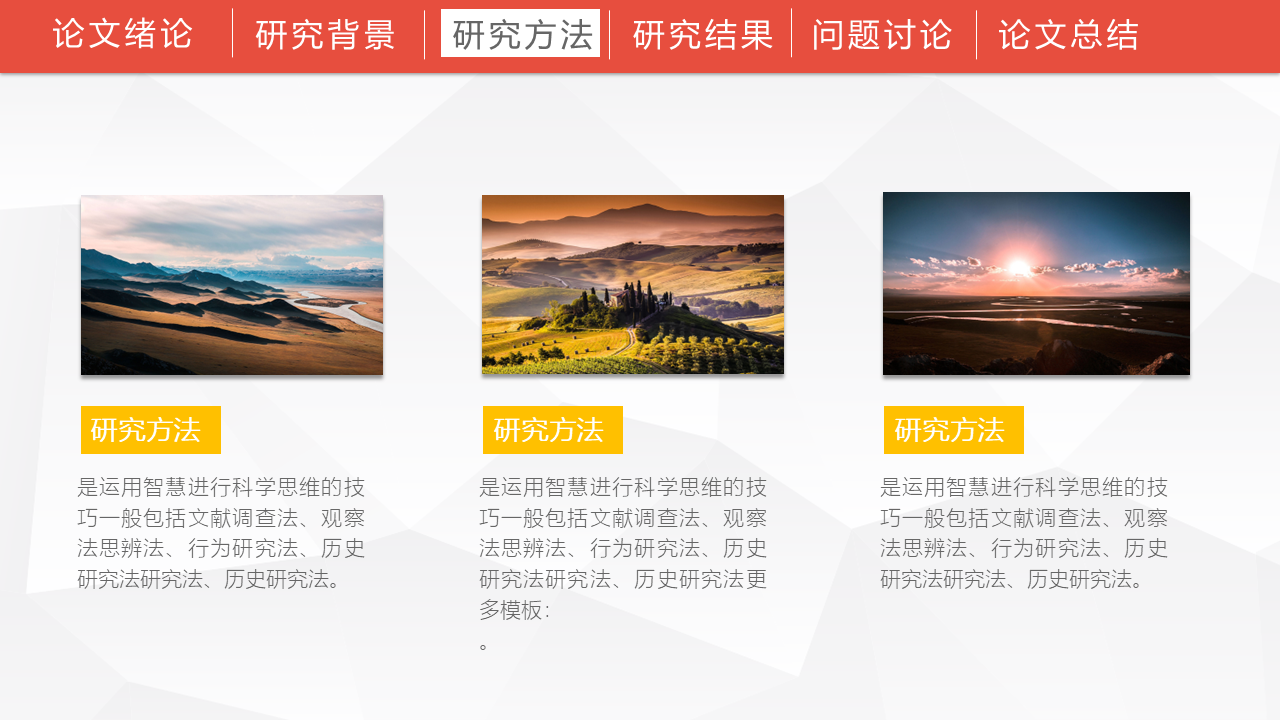 论文绪论
研究背景
研究方法
研究结果
问题讨论
论文总结
研究方法
是运用智慧进行科学思维的技
巧一般包括文献调查法、观察
法思辨法、行为研究法、历史
研究法研究法、历史研究法。
研究方法
是运用智慧进行科学思维的技
巧一般包括文献调查法、观察
法思辨法、行为研究法、历史
研究法研究法、历史研究法更
多模板：
。
研究方法
是运用智慧进行科学思维的技
巧一般包括文献调查法、观察
法思辨法、行为研究法、历史
研究法研究法、历史研究法。